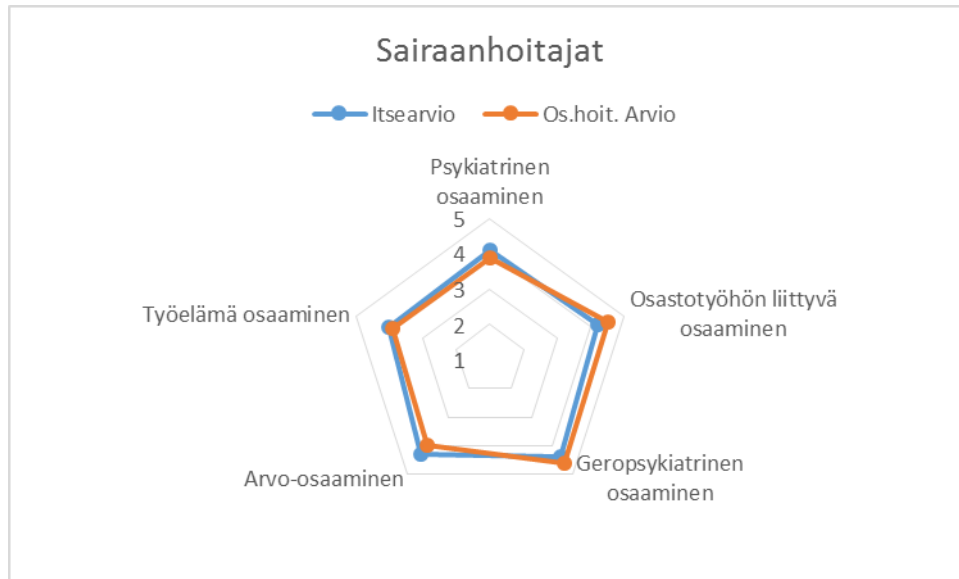 Sairaanhoitajat
Itsearvio
Os.hoit. Arvio
Psykiatrinen
osaaminen
5
4
3
2
1
Osastotyöhön liittyvä
osaaminen
Työelämä osaaminen
Arvo-osaaminen
Geropsykiatrinen
osaaminen